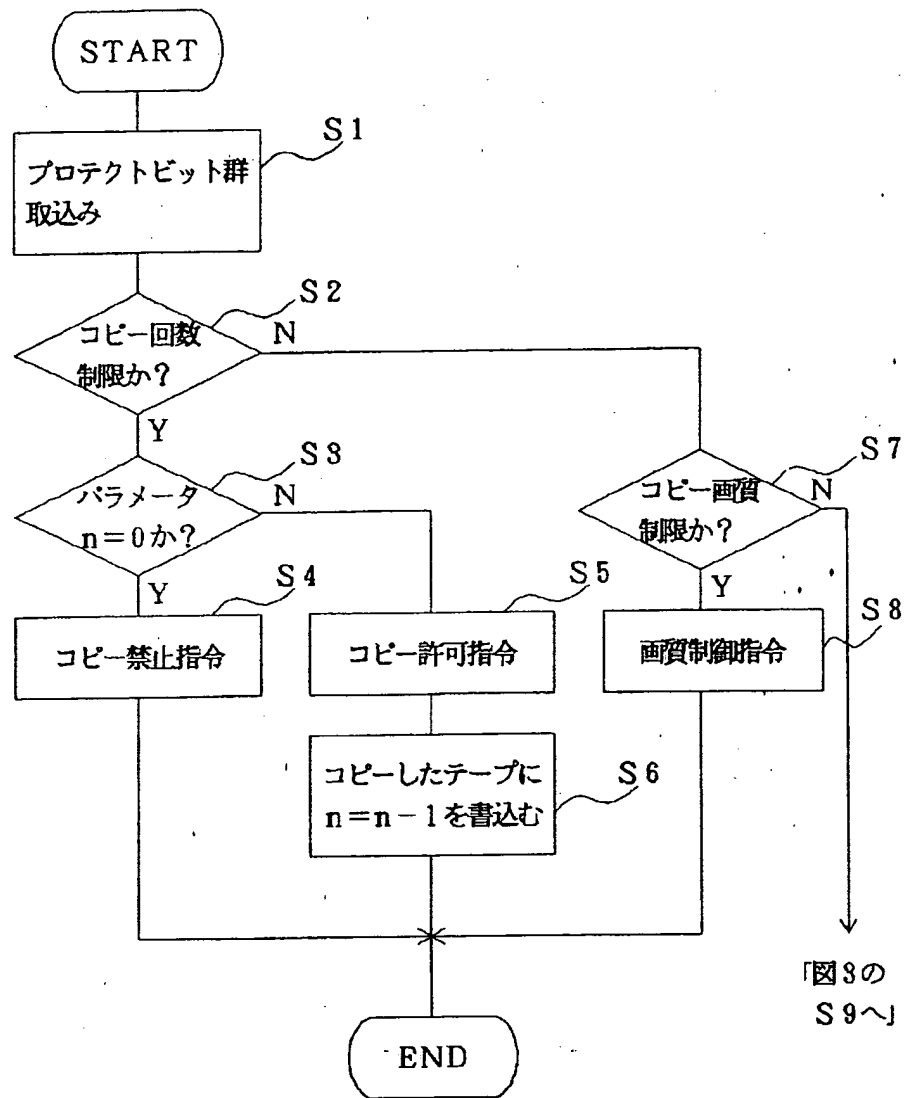 START
S1
プロテクトビット群
取込み
S2
コピー回数
制限か?
N
Y
S3
パラメータ
n=0か?
N
Y
S7
コピー画質
制限か?
N
Y
S4
コピー禁止指令
S5
コピー許可指令
S8
画質制御指令
S6
コピーしたテープに
n=n-1を書込む
「図3の
S9へ」
END